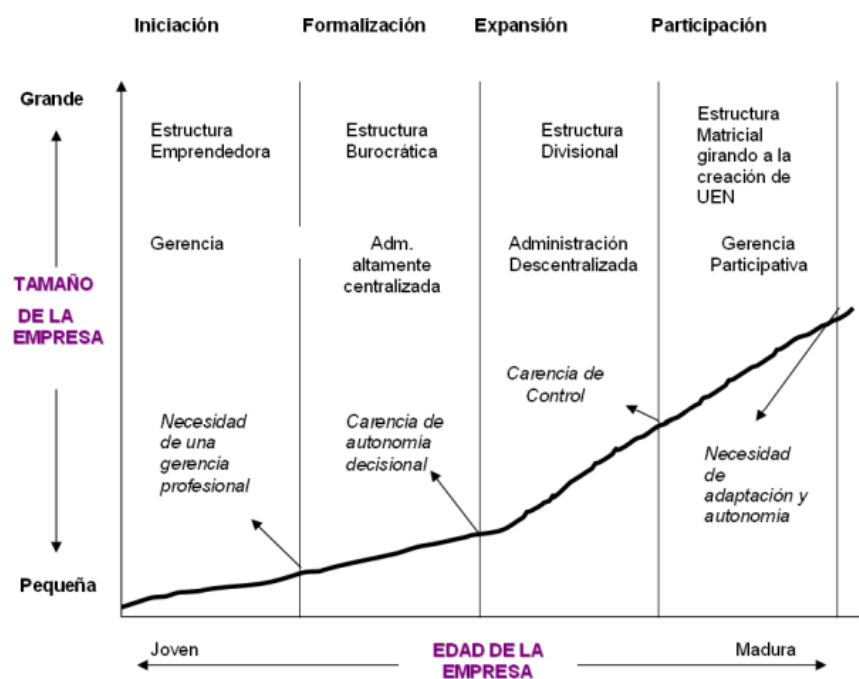 Iniciación
Formalización
Expansión
Participación
Grande
Estructura
Emprendedora
Estructura
Burocrática
Estructura
Divisional
Estructura
Matricial
girando a la
creación de
UEN
Gerencia
Adm.
altamente
centralizada
Administración
Descentralizada
Gerencia
Participativa
TAMAÑO
DE LA
EMPRESA
Necesidad
de una
gerencia
profesional
Carencia de
autonomía
decisional
Carencia de
Control
Necesidad
de
adaptación y
autonomía
Pequeña
Joven
EDAD DE LA
EMPRESA
Madura